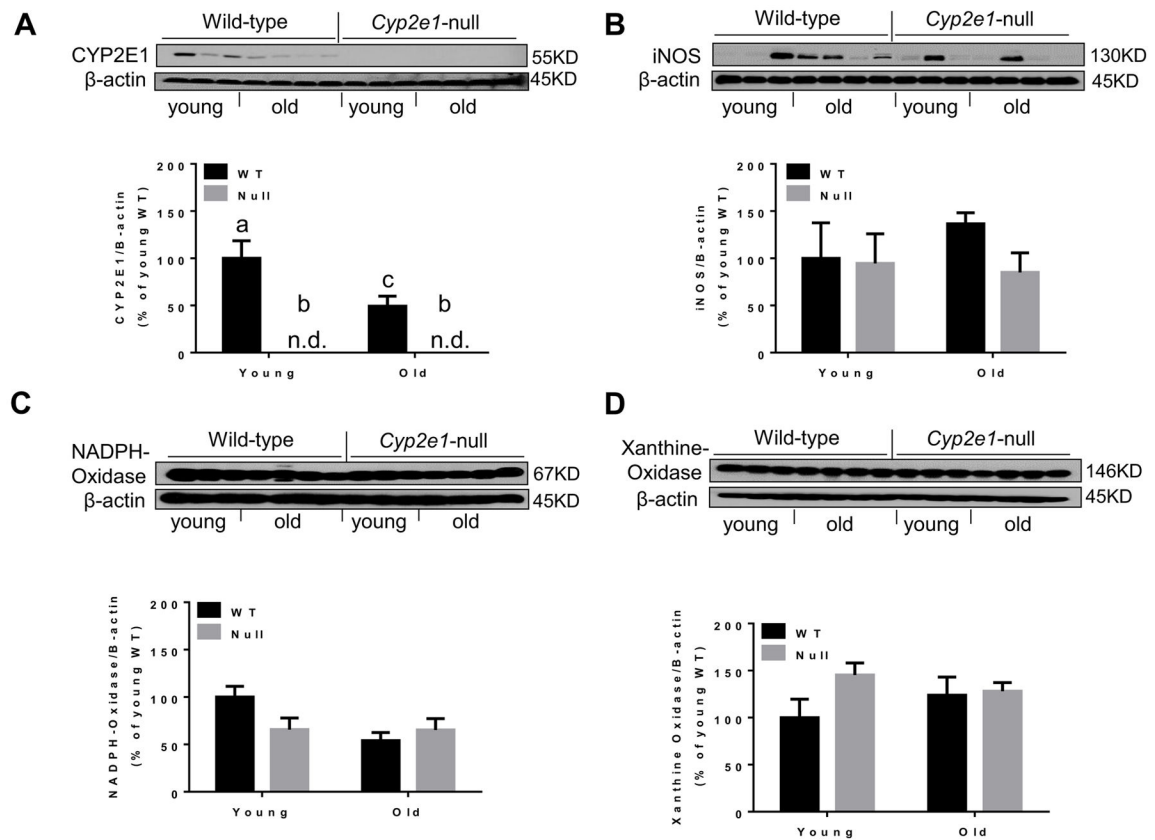 A
Wild-type Cyp2e1-null
CYP2E1 55KD
β-actin 45KD
young old young old
200
150
100
50
0
CYP2E1/B-actin
(% of young WT)
WT
Null
a
b
n.d.
c
b
n.d.
Young Old
B
Wild-type Cyp2e1-null
iNOS 130KD
β-actin 45KD
young old young old
200
150
100
50
0
iNOS/B-actin
(% of young WT)
WT
Null
Young Old
C
Wild-type Cyp2e1-null
NADPH-
Oxidase 67KD
β-actin 45KD
young old young old
200
150
100
50
0
NADPH-Oxidase/B-actin
(% of young WT)
WT
Null
Young Old
D
Wild-type Cyp2e1-null
Xanthine-
Oxidase 146KD
β-actin 45KD
young old young old
200
150
100
50
0
Xanthine Oxidase/B-actin
(% of young WT)
WT
Null
Young Old